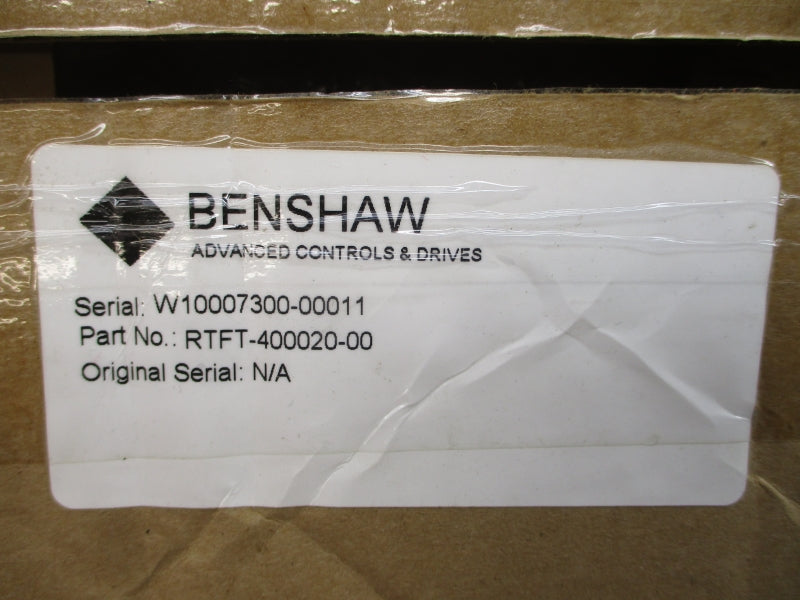 BENSHAW
ADVANCED CONTROLS & DRIVES
Serial: W10007300-00011
Part No.: RTFT-400020-00
Original Serial: N/A